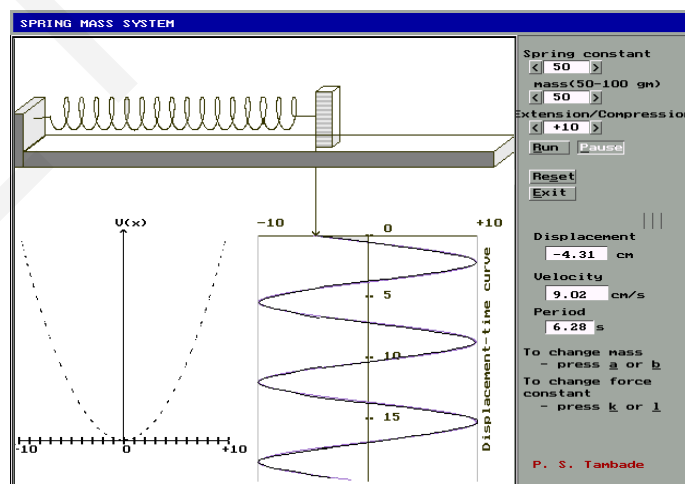 SPRING MASS SYSTEM
Spring constant
< 50 >
mass(50-100 gm)
< 50 >
Extension/Compression
< +10 >
Run Pause
Reset
Exit
U(x)
-10 0 +10
5
10
15
Displacement-time curve
-10 0 +10
Displacement
-4.31 cm
Velocity
9.02 cm/s
Period
6.28 s
To change mass
- press a or b
To change force
constant
- press k or l
P. S. Tambade